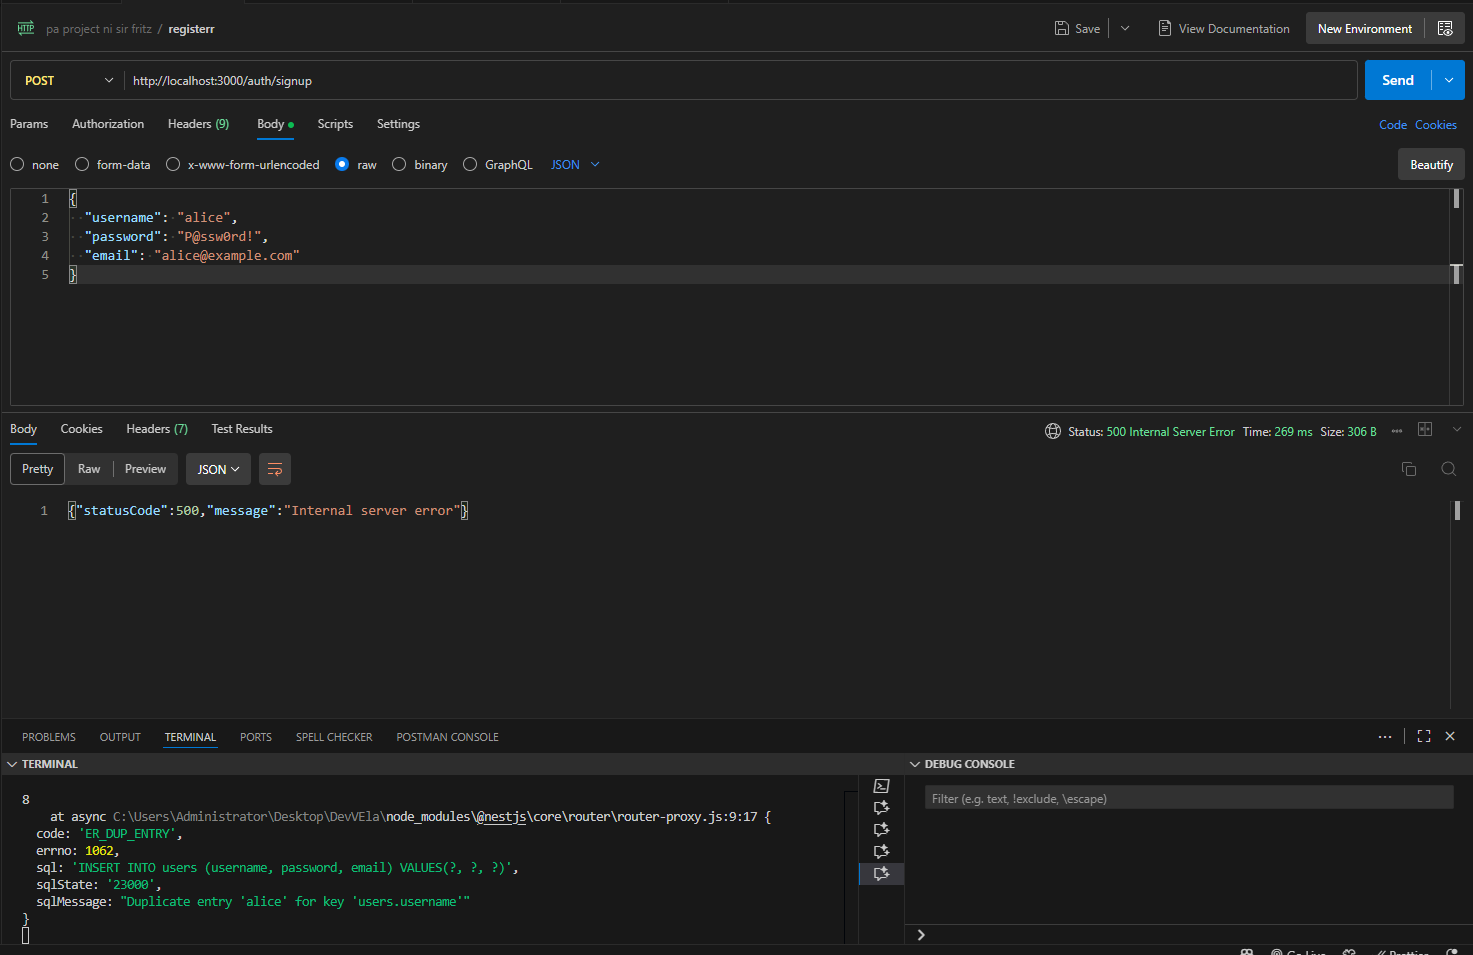 HTTP pa project ni sir fritz / registerr
Save
View Documentation
New Environment
POST
http://localhost:3000/auth/signup
Send
Params Authorization Headers (9) Body Scripts Settings
Code Cookies
none form-data x-www-form-urlencoded raw binary GraphQL JSON
Beautify
1 {
2 "username": "alice",
3 "password": "P@ssw0rd!",
4 "email": "alice@example.com"
5 }
Body Cookies Headers (7) Test Results
Status: 500 Internal Server Error Time: 269 ms Size: 306 B
Pretty Raw Preview JSON
1 {"statusCode":500,"message":"Internal server error"}
PROBLEMS OUTPUT TERMINAL PORTS SPELL CHECKER POSTMAN CONSOLE
TERMINAL
8
at async C:\Users\Administrator\Desktop\DevVEla\node_modules\@nestjs\core\router\router-proxy.js:9:17 {
code: 'ER_DUP_ENTRY',
errno: 1062,
sql: 'INSERT INTO users (username, password, email) VALUES(?, ?, ?)',
sqlState: '23000',
sqlMessage: "Duplicate entry 'alice' for key 'users.username'"
}
DEBUG CONSOLE
Filter (e.g. text, !exclude, \escape)
Go Live
Prettier